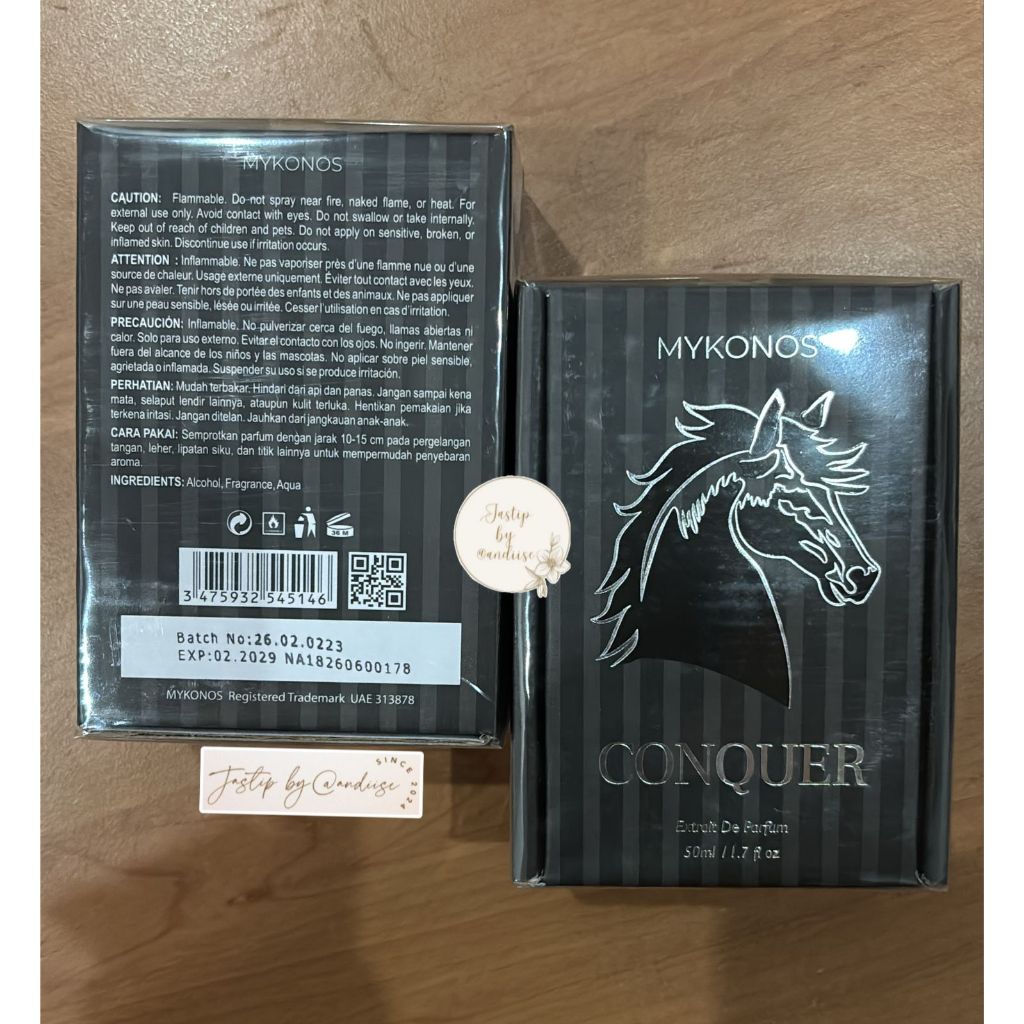 MYKONOS
CAUTION: Flammable. Do not spray near fire, naked flame, or heat. For
external use only. Avoid contact with eyes. Do not swallow or take internally.
Keep out of reach of children and pets. Do not apply on sensitive, broken, or
inflamed skin. Discontinue use if irritation occurs.
ATTENTION : Inflammable. Ne pas vaporiser près d'une flamme nue ou d'une
source de chaleur. Usage externe uniquement. Éviter tout contact avec les yeux.
Ne pas avaler. Tenir hors de portée des enfants et des animaux. Ne pas appliquer
sur une peau sensible, lésée ou irritée. Cesser l'utilisation en cas d'irritation.
PRECAUCIÓN: Inflamable. No pulverizar cerca del fuego, llamas abiertas ni
calor. Solo para uso externo. Evitar el contacto con los ojos. No ingerir. Mantener
fuera del alcance de los niños y las mascotas. No aplicar sobre piel sensible,
agrietada o inflamada. Suspender su uso si se produce irritación.
PERHATIAN: Mudah terbakar. Hindari dari api dan panas. Jangan sampai kena
mata, selaput lendir lainnya, ataupun kulit terluka. Hentikan pemakaian jika
terkena iritasi. Jangan ditelan. Jauhkan dari jangkauan anak-anak.
CARA PAKAI: Semprotkan parfum dengan jarak 10-15 cm pada pergelangan
tangan, leher, lipatan siku, dan titik lainnya untuk mempermudah penyebaran
aroma.
INGREDIENTS: Alcohol, Fragrance, Aqua
36 M
3 475932 545146
Batch No:26.02.0223
EXP:02.2029 NA18260600178
MYKONOS Registered Trademark UAE 313878
Jastip by @andiise
SINCE 2024
Jastip
by
@andiise
MYKONOS
CONQUER
Extrait De Parfum
50ml / 1.7 fl oz